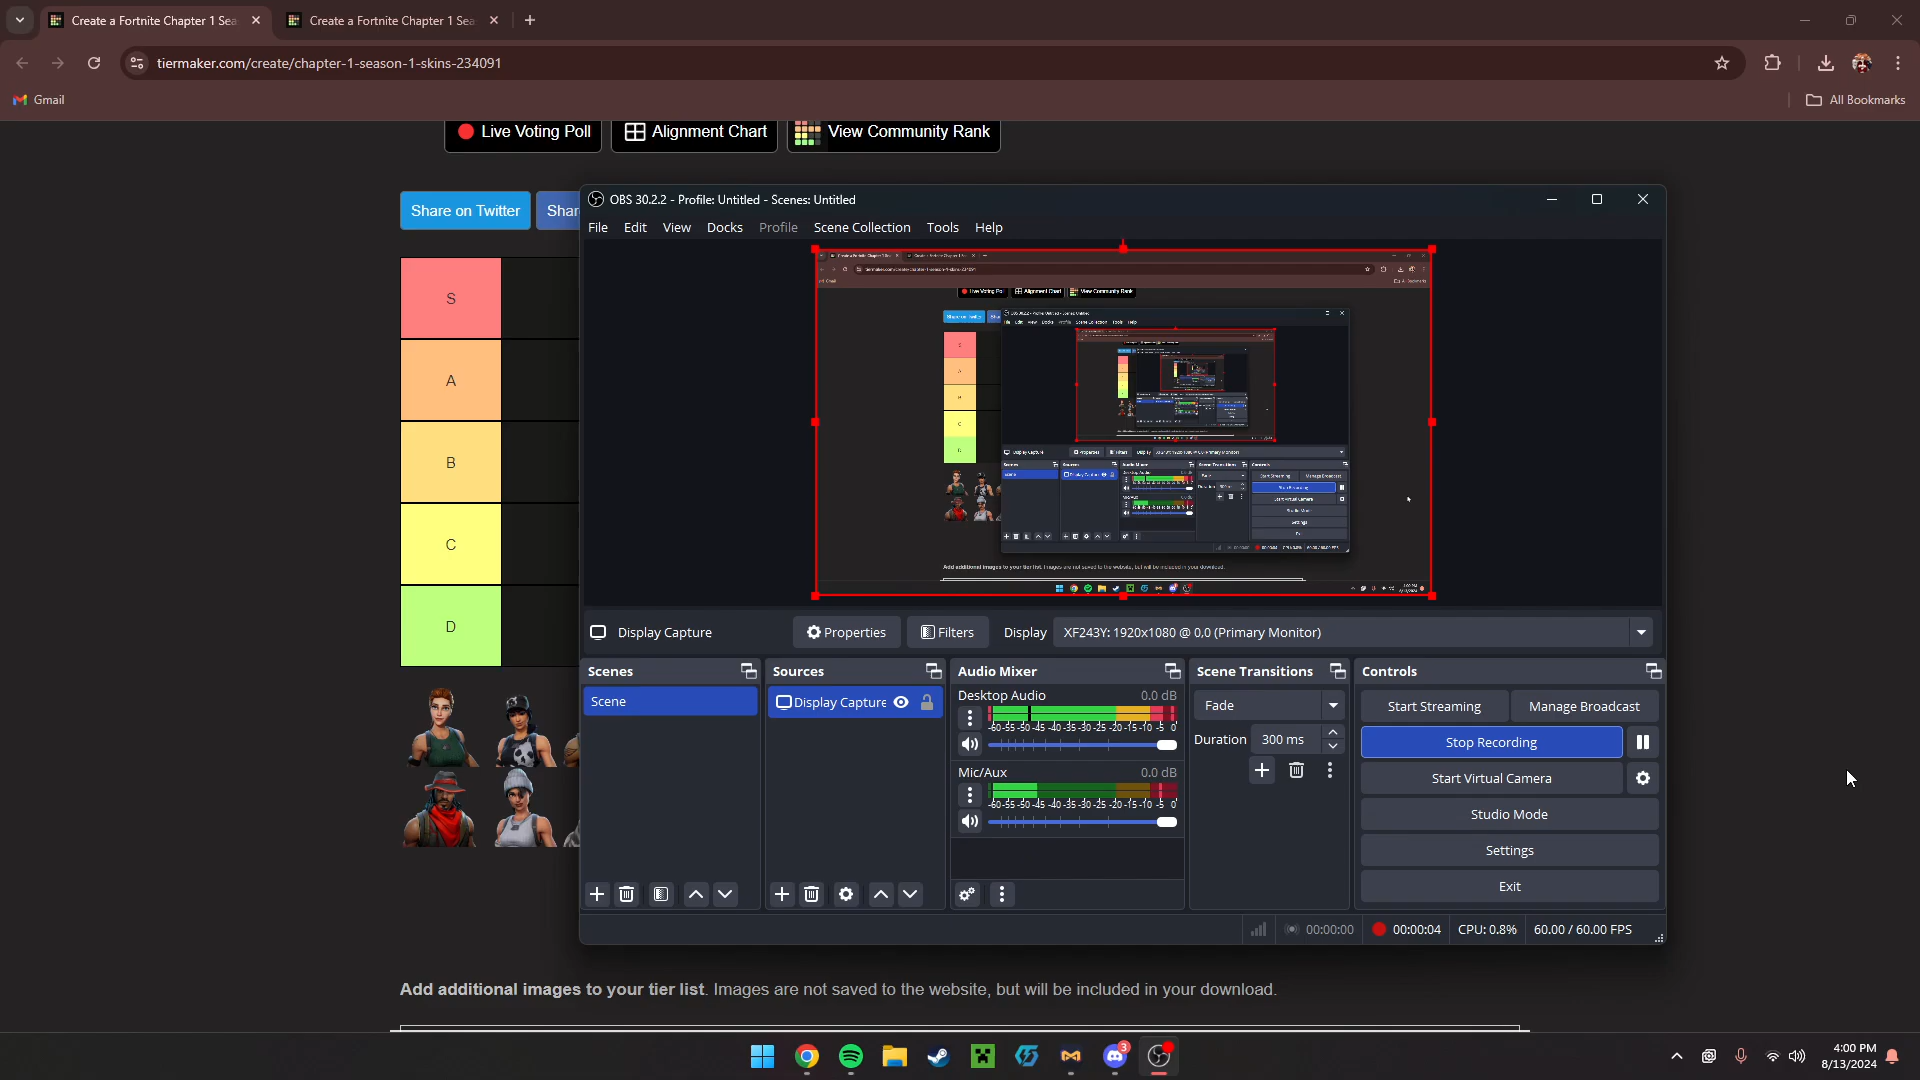 Create a Fortnite Chapter 1 Sea
Create a Fortnite Chapter 1 Sea
tiermaker.com/create/chapter-1-season-1-skins-234091
Gmail
All Bookmarks
Live Voting Poll
Alignment Chart
View Community Rank
Share on Twitter
Shar
S
A
B
C
D
OBS 30.2.2 - Profile: Untitled - Scenes: Untitled
File Edit View Docks Profile Scene Collection Tools Help
Display Capture
Properties
Filters
Display
XF243Y: 1920x1080 @ 0,0 (Primary Monitor)
Scenes
Scene
Sources
Display Capture
Audio Mixer
Desktop Audio 0.0 dB
-60 -55 -50 -45 -40 -35 -30 -25 -20 -15 -10 -5 0
Mic/Aux 0.0 dB
-60 -55 -50 -45 -40 -35 -30 -25 -20 -15 -10 -5 0
Scene Transitions
Fade
Duration 300 ms
Controls
Start Streaming
Manage Broadcast
Stop Recording
Start Virtual Camera
Studio Mode
Settings
Exit
00:00:00
00:00:04
CPU: 0.8%
60.00 / 60.00 FPS
Add additional images to your tier list. Images are not saved to the website, but will be included in your download.
3
4:00 PM
8/13/2024